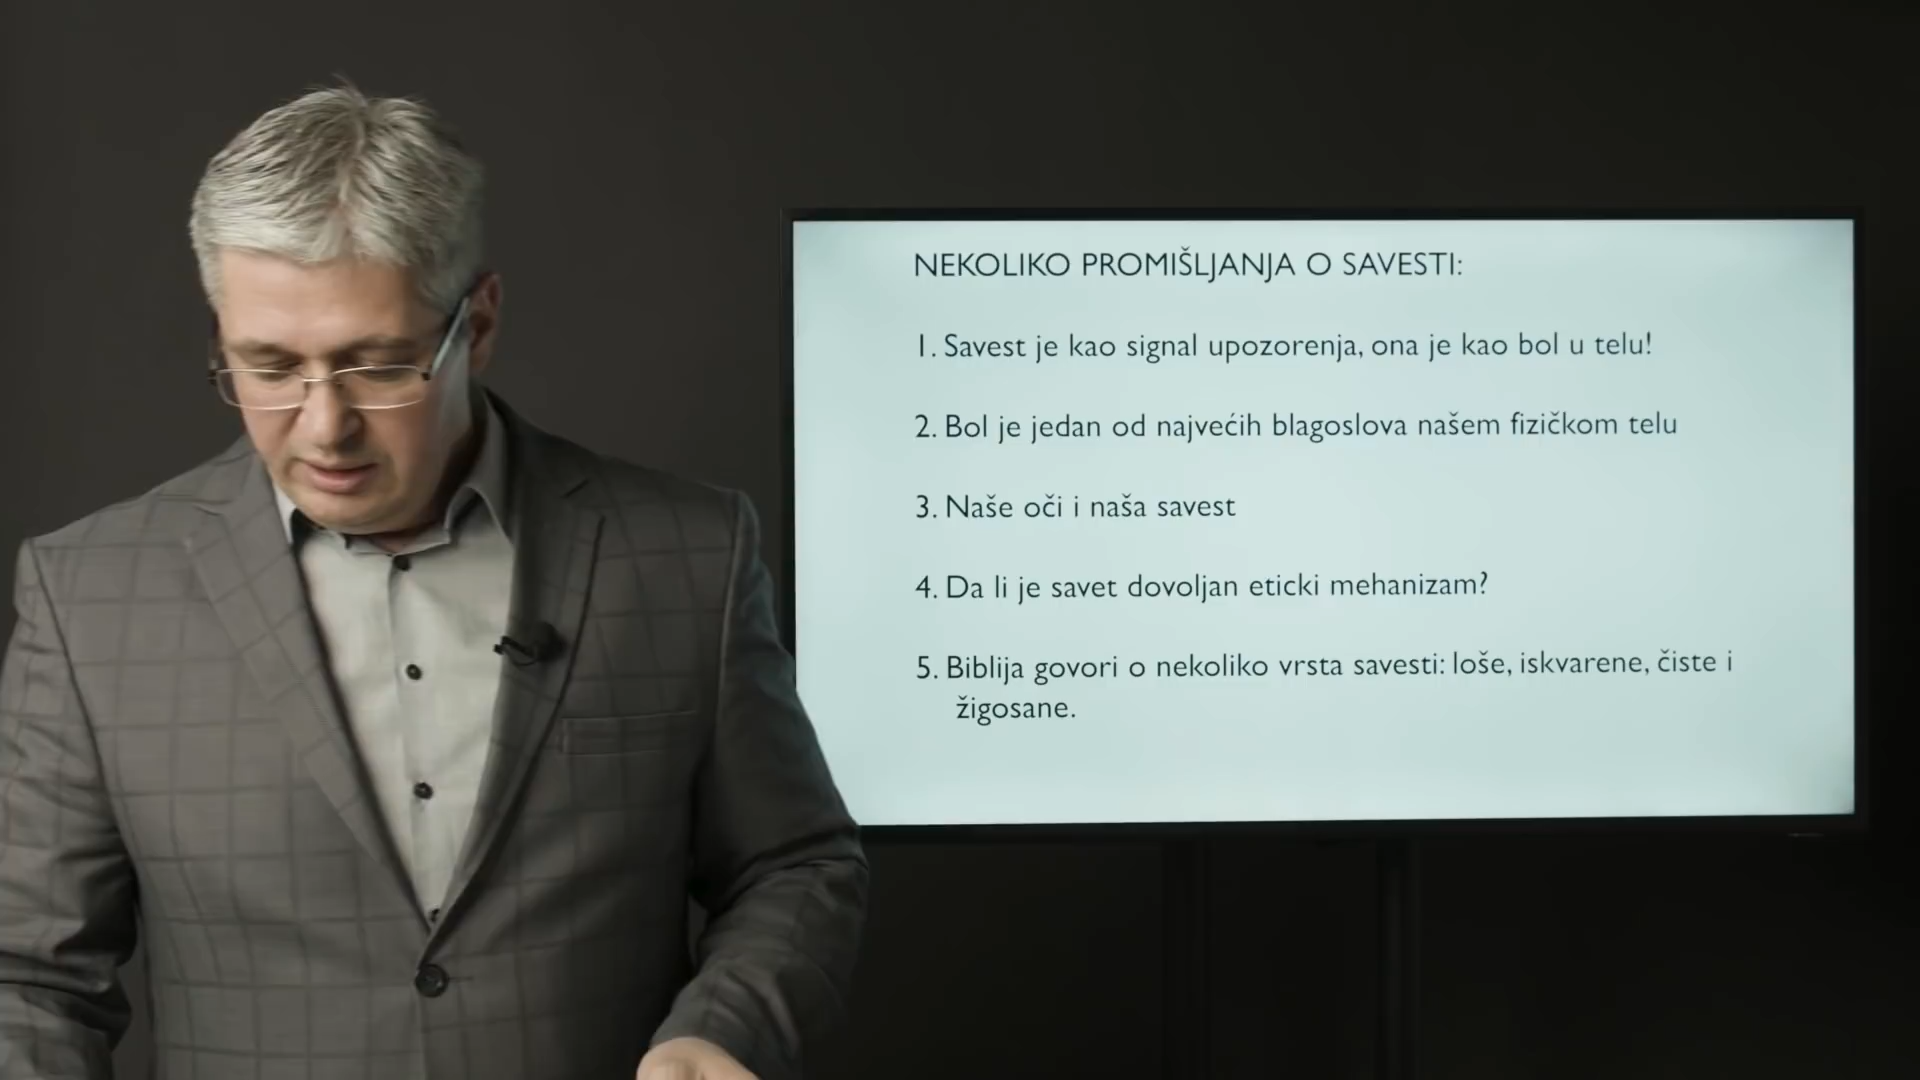 NEKOLIKO PROMIŠLJANJA O SAVESTI:
1. Savest je kao signal upozorenja, ona je kao bol u telu!
2. Bol je jedan od najvećih blagoslova našem fizičkom telu
3. Naše oči i naša savest
4. Da li je savet dovoljan eticki mehanizam?
5. Biblija govori o nekoliko vrsta savesti: loše, iskvarene, čiste i
žigosane.